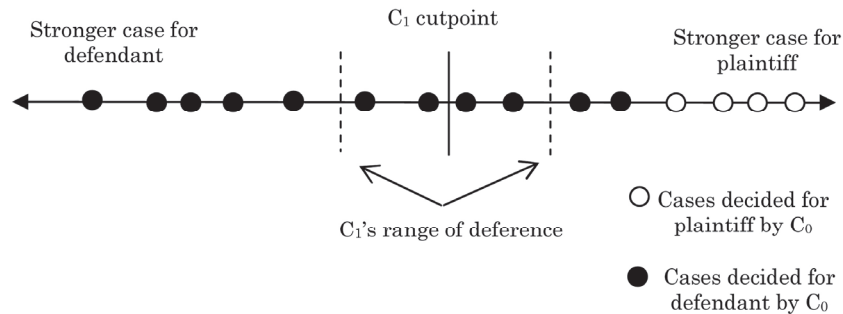 C₁ cutpoint
Stronger case for
defendant
Stronger case for
plaintiff
C₁'s range of deference
Cases decided for
plaintiff by C₀
Cases decided for
defendant by C₀